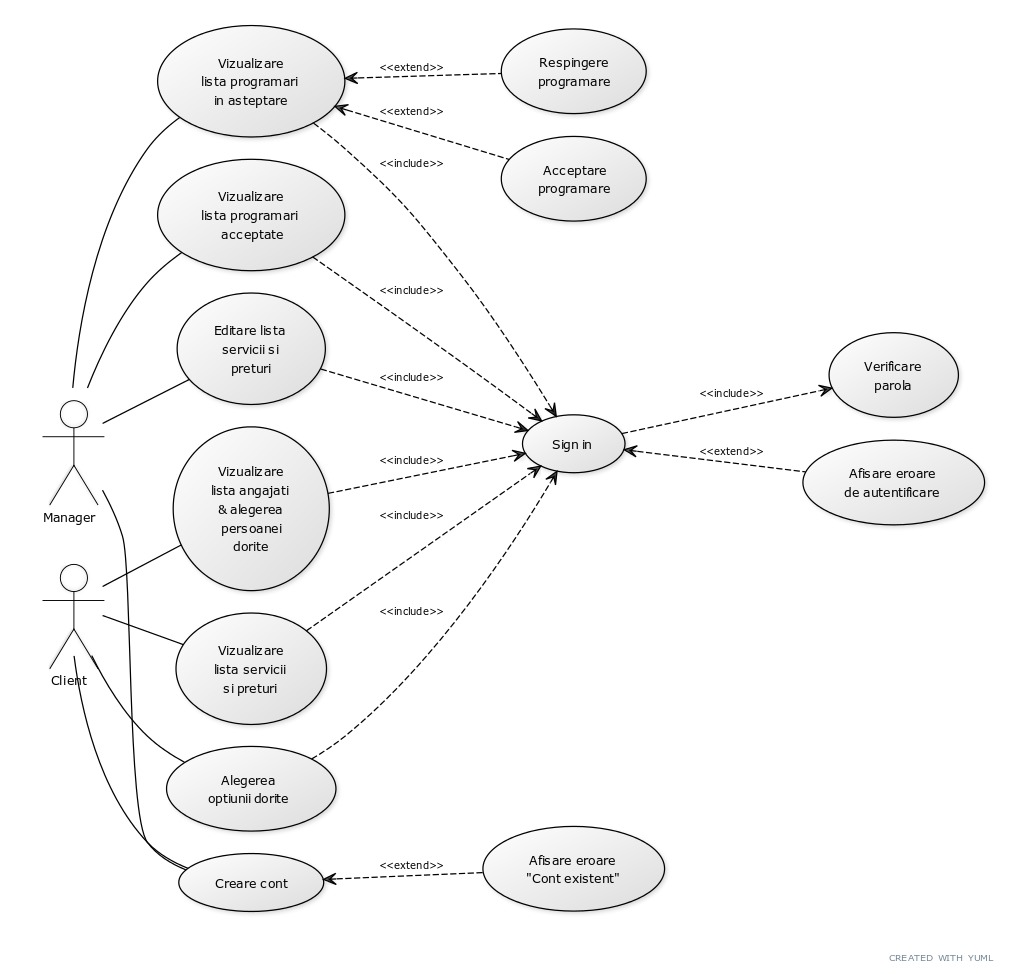 Vizualizare
lista programari
in asteptare
<<extend>>
Respingere
programare
<<extend>>
Acceptare
programare
<<include>>
Vizualizare
lista programari
acceptate
<<include>>
Editare lista
servicii si
preturi
<<include>>
Sign in
<<include>>
Verificare
parola
<<extend>>
Afisare eroare
de autentificare
Manager
Vizualizare
lista angajati
& alegerea
persoanei
dorite
<<include>>
<<include>>
Client
Vizualizare
lista servicii
si preturi
<<include>>
Alegerea
optiunii dorite
Creare cont
<<extend>>
Afisare eroare
"Cont existent"
CREATED WITH YUML